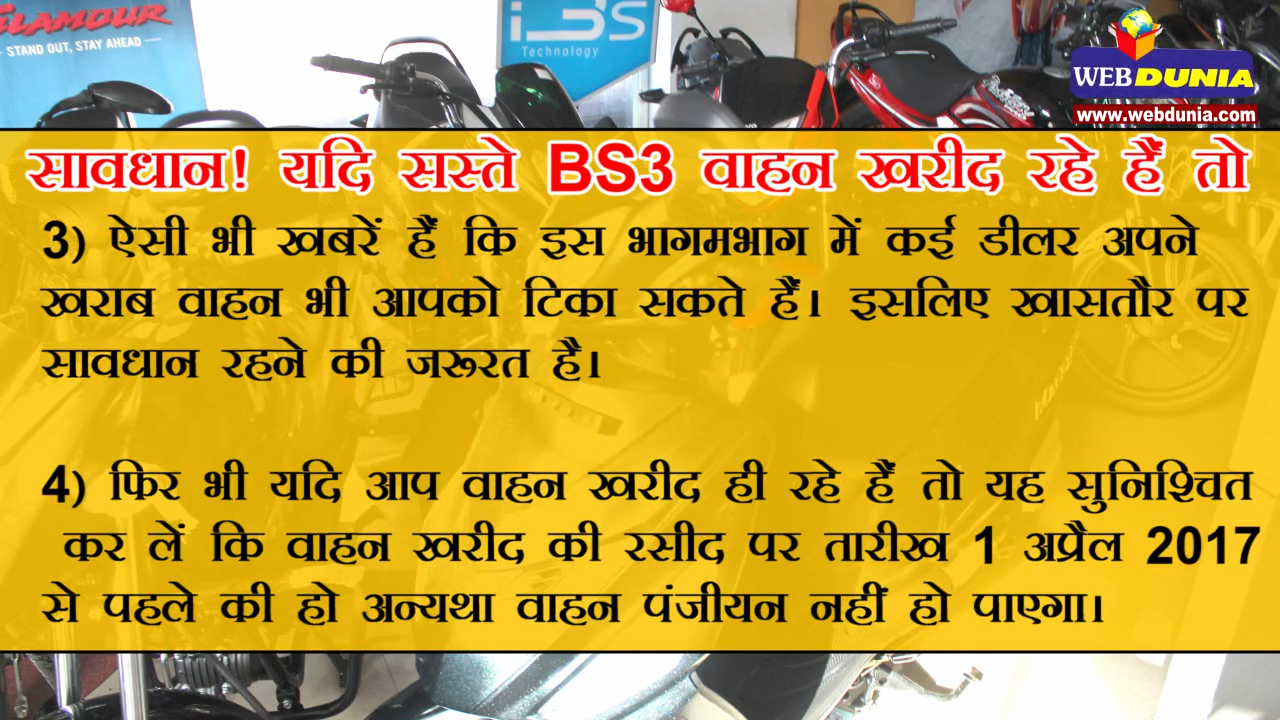 GLAMOUR
STAND OUT, STAY AHEAD
i3s
Technology
WEBDUNIA
www.webdunia.com
सावधान! यदि सस्ते BS3 वाहन खरीद रहे हैं तो
3) ऐसी भी खबरें हैं कि इस भागमभाग में कई डीलर अपने
खराब वाहन भी आपको टिका सकते हैं। इसलिए खासतौर पर
सावधान रहने की जरूरत है।
4) फिर भी यदि आप वाहन खरीद ही रहे हैं तो यह सुनिश्चित
कर लें कि वाहन खरीद की रसीद पर तारीख 1 अप्रैल 2017
से पहले की हो अन्यथा वाहन पंजीयन नहीं हो पाएगा।